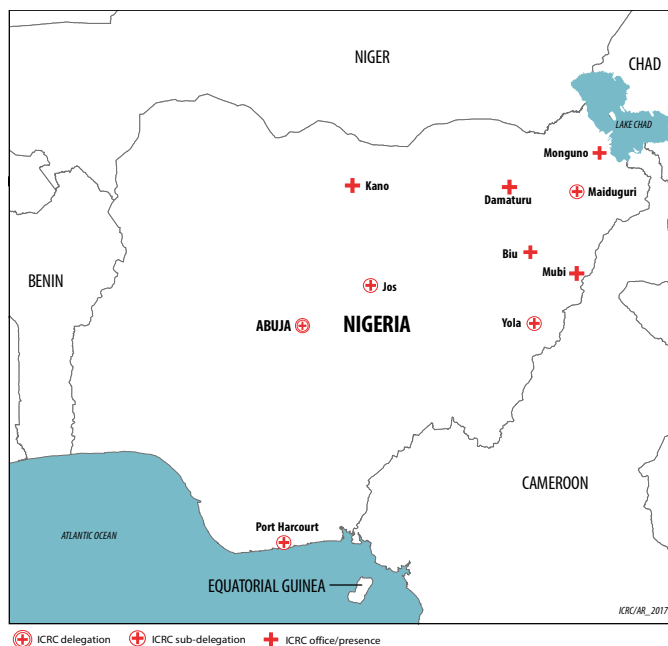 NIGER
CHAD
LAKE CHAD
Monguno
Kano
Damaturu
Maiduguri
Biu
Mubi
BENIN
Jos
ABUJA
NIGERIA
Yola
CAMEROON
ATLANTIC OCEAN
Port Harcourt
EQUATORIAL GUINEA
ICRC/AR_2017
ICRC delegation
ICRC sub-delegation
ICRC office/presence